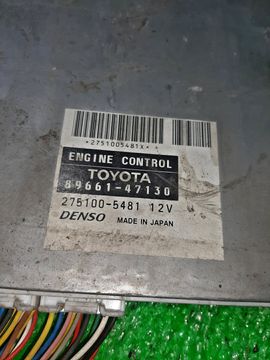 *2751005481X*
ENGINE CONTROL
TOYOTA
89661-47130
275100-5481 12V
DENSO MADE IN JAPAN